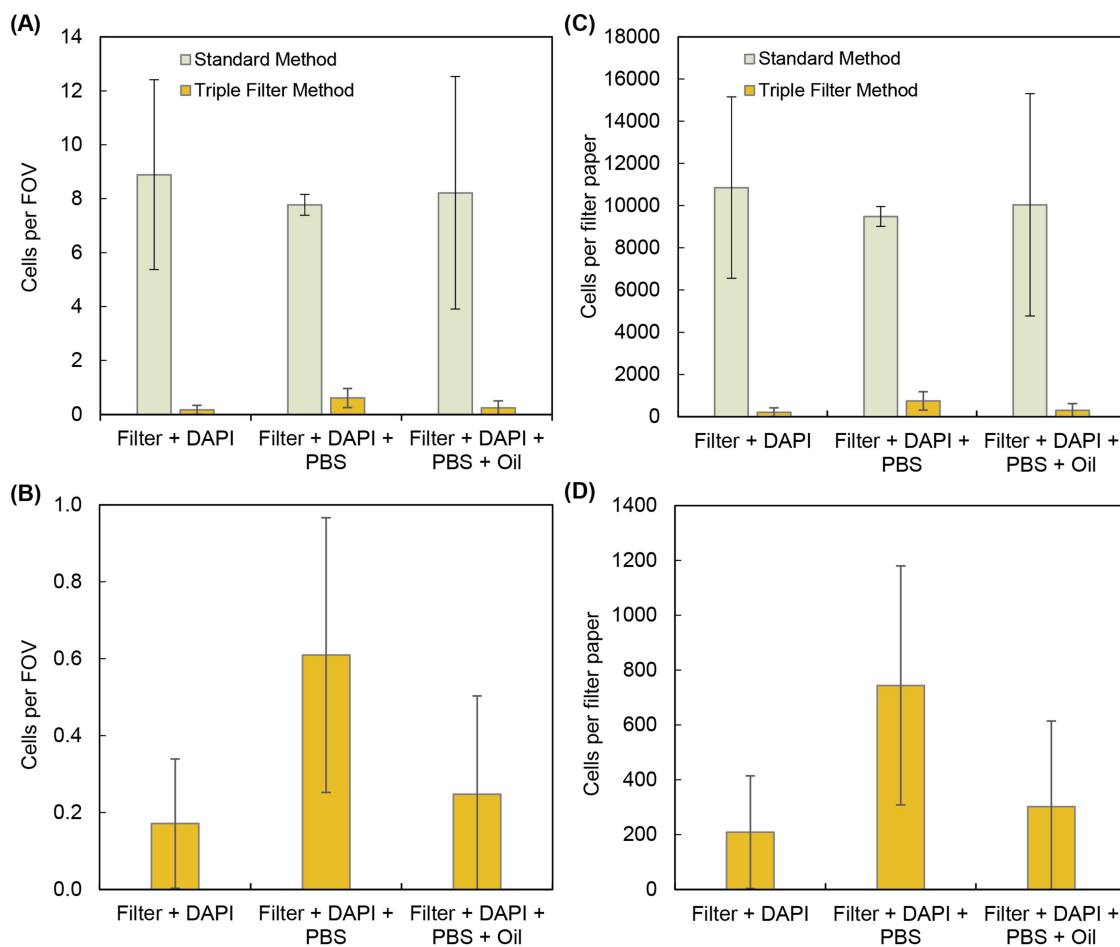 (A)
14
12
10
8
6
4
2
0
Cells per FOV
Standard Method
Triple Filter Method
Filter + DAPI
Filter + DAPI +
PBS
Filter + DAPI +
PBS + Oil
(C)
18000
16000
14000
12000
10000
8000
6000
4000
2000
0
Cells per filter paper
Standard Method
Triple Filter Method
Filter + DAPI
Filter + DAPI +
PBS
Filter + DAPI +
PBS + Oil
(B)
1.0
0.8
0.6
0.4
0.2
0.0
Cells per FOV
Filter + DAPI
Filter + DAPI +
PBS
Filter + DAPI +
PBS + Oil
(D)
1400
1200
1000
800
600
400
200
0
Cells per filter paper
Filter + DAPI
Filter + DAPI +
PBS
Filter + DAPI +
PBS + Oil